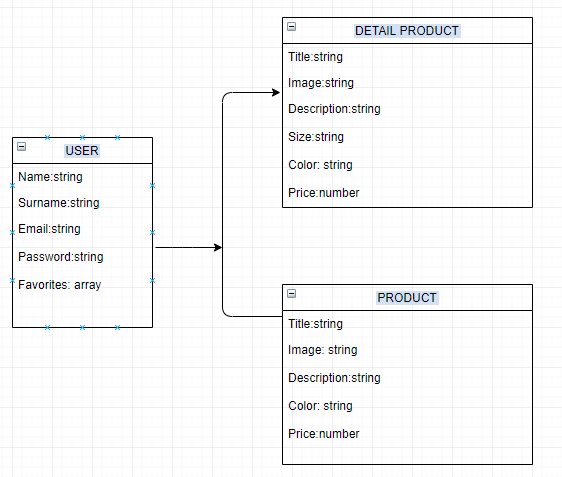 DETAIL PRODUCT
Title:string
Image:string
Description:string
Size:string
Color: string
Price:number
USER
Name:string
Surname:string
Email:string
Password:string
Favorites: array
PRODUCT
Title:string
Image: string
Description:string
Color: string
Price:number